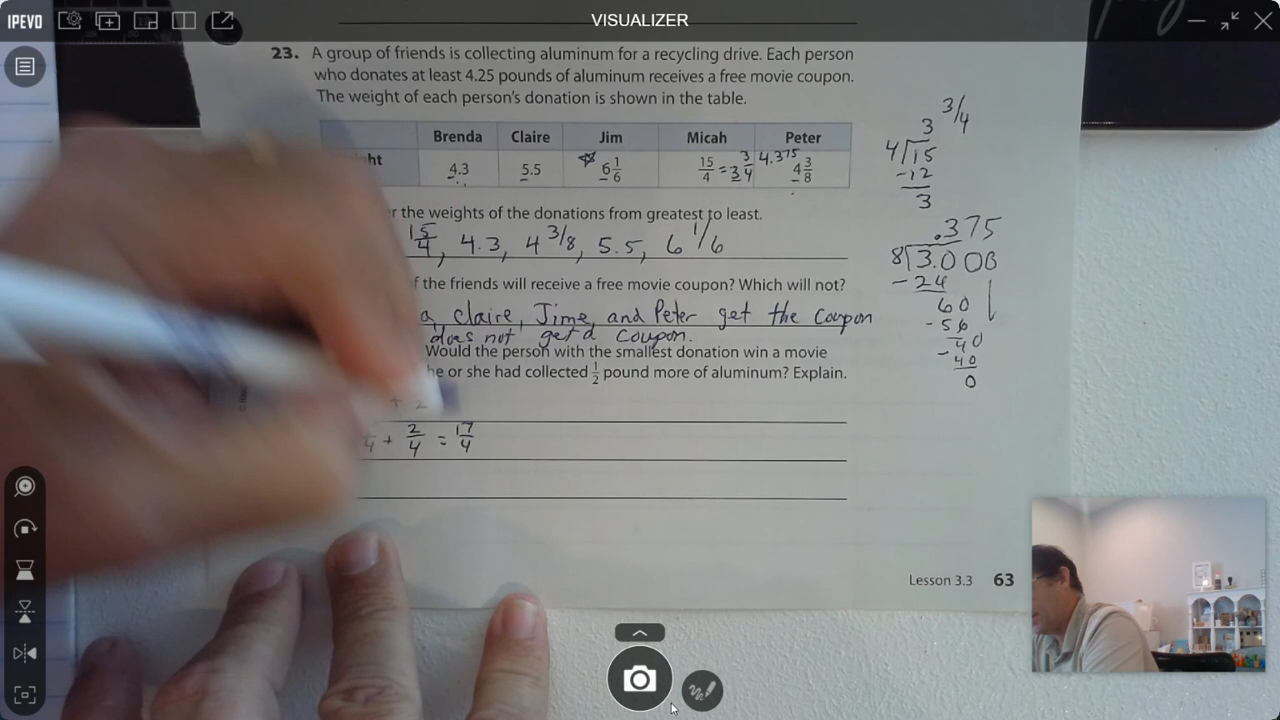 IPEVO
VISUALIZER
23. A group of friends is collecting aluminum for a recycling drive. Each person
who donates at least 4.25 pounds of aluminum receives a free movie coupon.
The weight of each person's donation is shown in the table.
Brenda Claire Jim Micah Peter
ght 4.3 5.5 6 1/6 15/4 = 3 3/4 4.375 4 3/8
r the weights of the donations from greatest to least.
15/4, 4.3, 4 3/8, 5.5, 6 1/6
f the friends will receive a free movie coupon? Which will not?
a, Claire, Jime, and Peter get the Coupon
does not get a Coupon.
Would the person with the smallest donation win a movie
he or she had collected 1/2 pound more of aluminum? Explain.
4 + 2/4 = 17/4
3 3/4
4 15
-12
3
.375
8 3.000
-24
60
-56
40
-40
0
Lesson 3.3 63